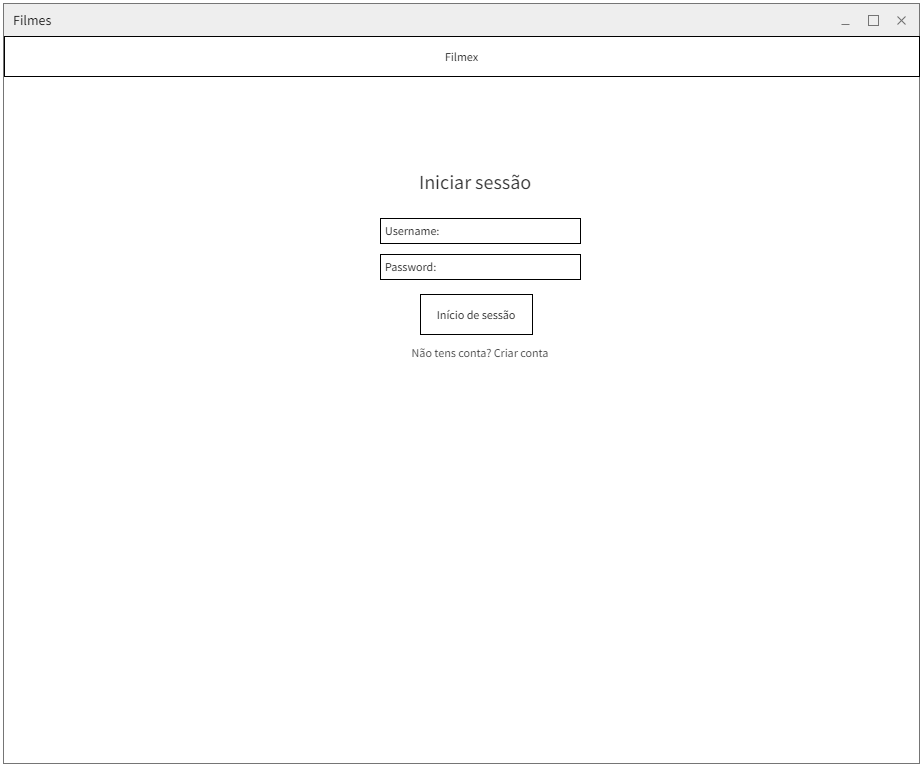 Filmes
Filmex
Iniciar sessão
Username:
Password:
Início de sessão
Não tens conta? Criar conta